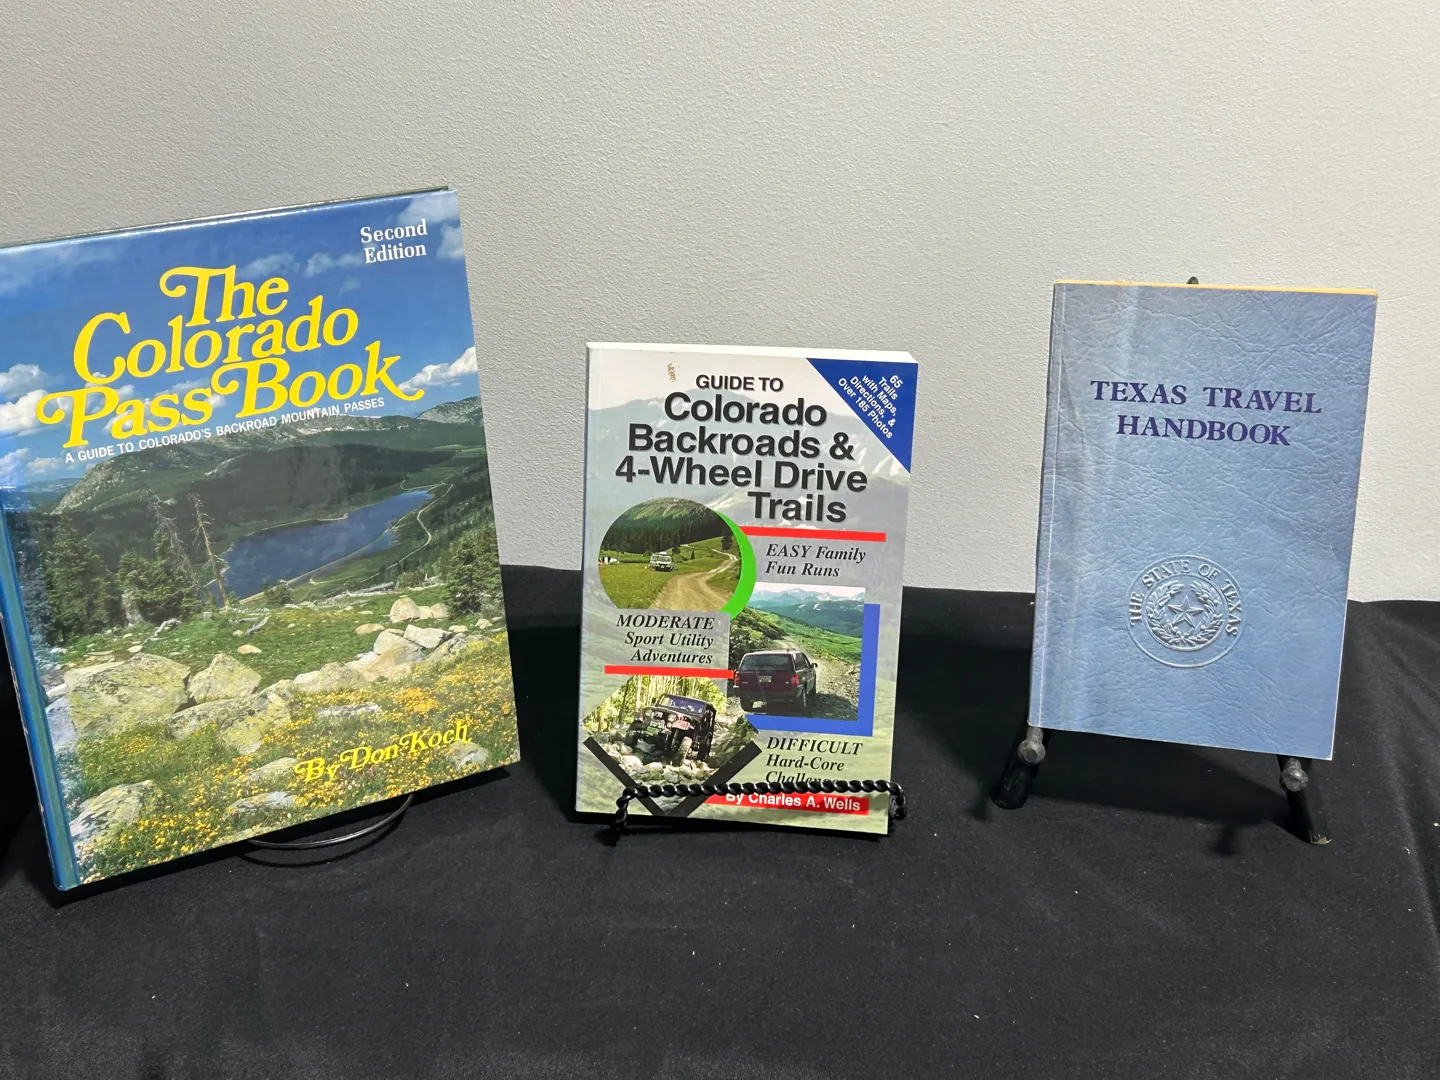 Second
Edition
The
Colorado
Pass Book
A GUIDE TO COLORADO'S BACKROAD MOUNTAIN PASSES
By Don Koch
GUIDE TO
Colorado
Backroads &
4-Wheel Drive
Trails
65
Trails
with Maps,
Directions, &
Over 185 Photos
EASY Family
Fun Runs
MODERATE
Sport Utility
Adventures
DIFFICULT
Hard-Core
By Charles A. Wells
TEXAS TRAVEL
HANDBOOK
THE STATE OF TEXAS